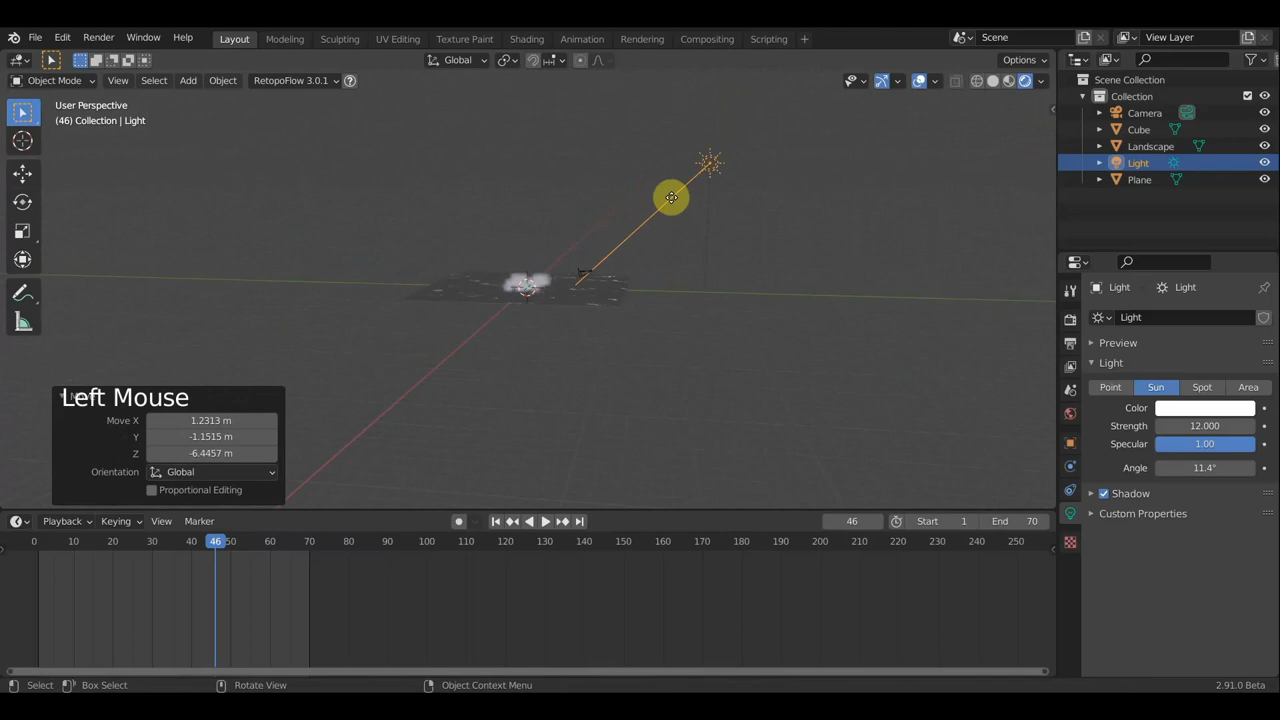 File Edit Render Window Help Layout Modeling Sculpting UV Editing Texture Paint Shading Animation Rendering Compositing Scripting + Scene View Layer
Global Options
Object Mode View Select Add Object RetopoFlow 3.0.1
User Perspective
(46) Collection | Light
Scene Collection
Collection
Camera
Cube
Landscape
Light
Plane
Light Light
Light
Preview
Light
Point Sun Spot Area
Color
Strength 12.000
Specular 1.00
Angle 11.4°
Shadow
Custom Properties
Left Mouse
Move X 1.2313 m
Y -1.1515 m
Z -6.4457 m
Orientation Global
Proportional Editing
Playback Keying View Marker 46 Start 1 End 70
0 10 20 30 40 46 50 60 70 80 90 100 110 120 130 140 150 160 170 180 190 200 210 220 230 240 250
Select Box Select Rotate View Object Context Menu 2.91.0 Beta